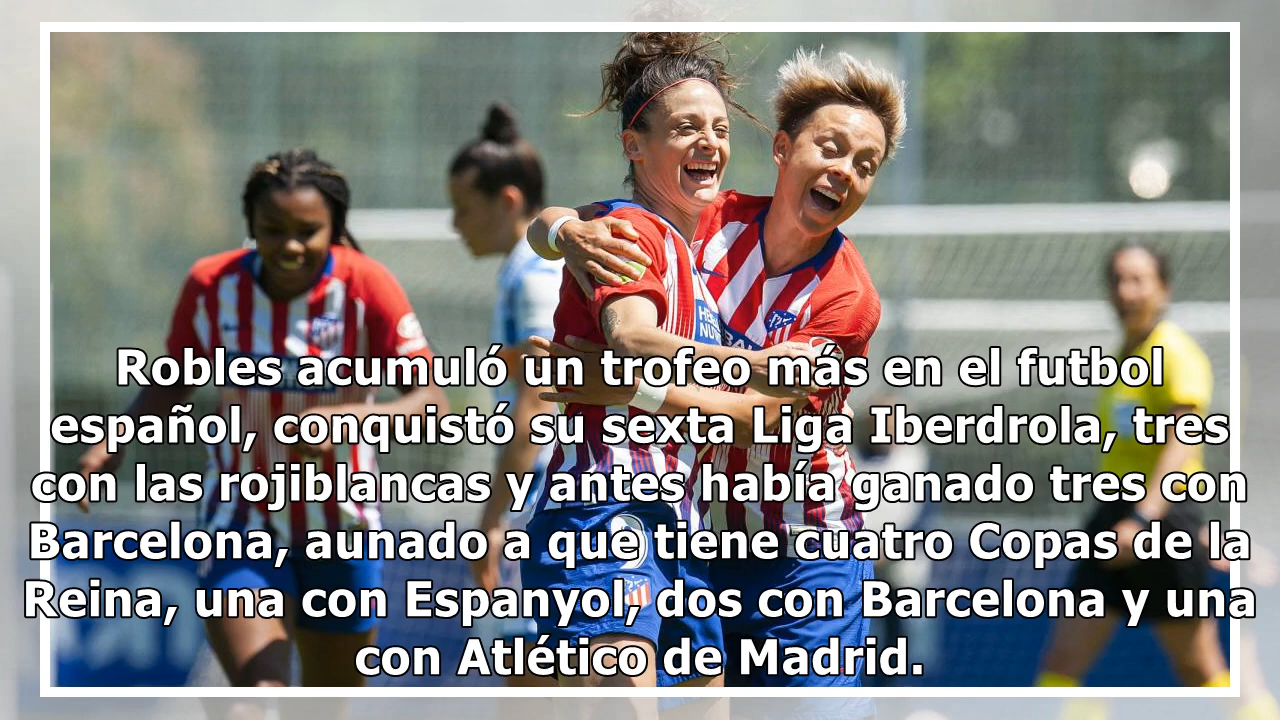 Robles acumuló un trofeo más en el futbol
español, conquistó su sexta Liga Iberdrola, tres
con las rojiblancas y antes había ganado tres con
Barcelona, aunado a que tiene cuatro Copas de la
Reina, una con Espanyol, dos con Barcelona y una
con Atlético de Madrid.
9